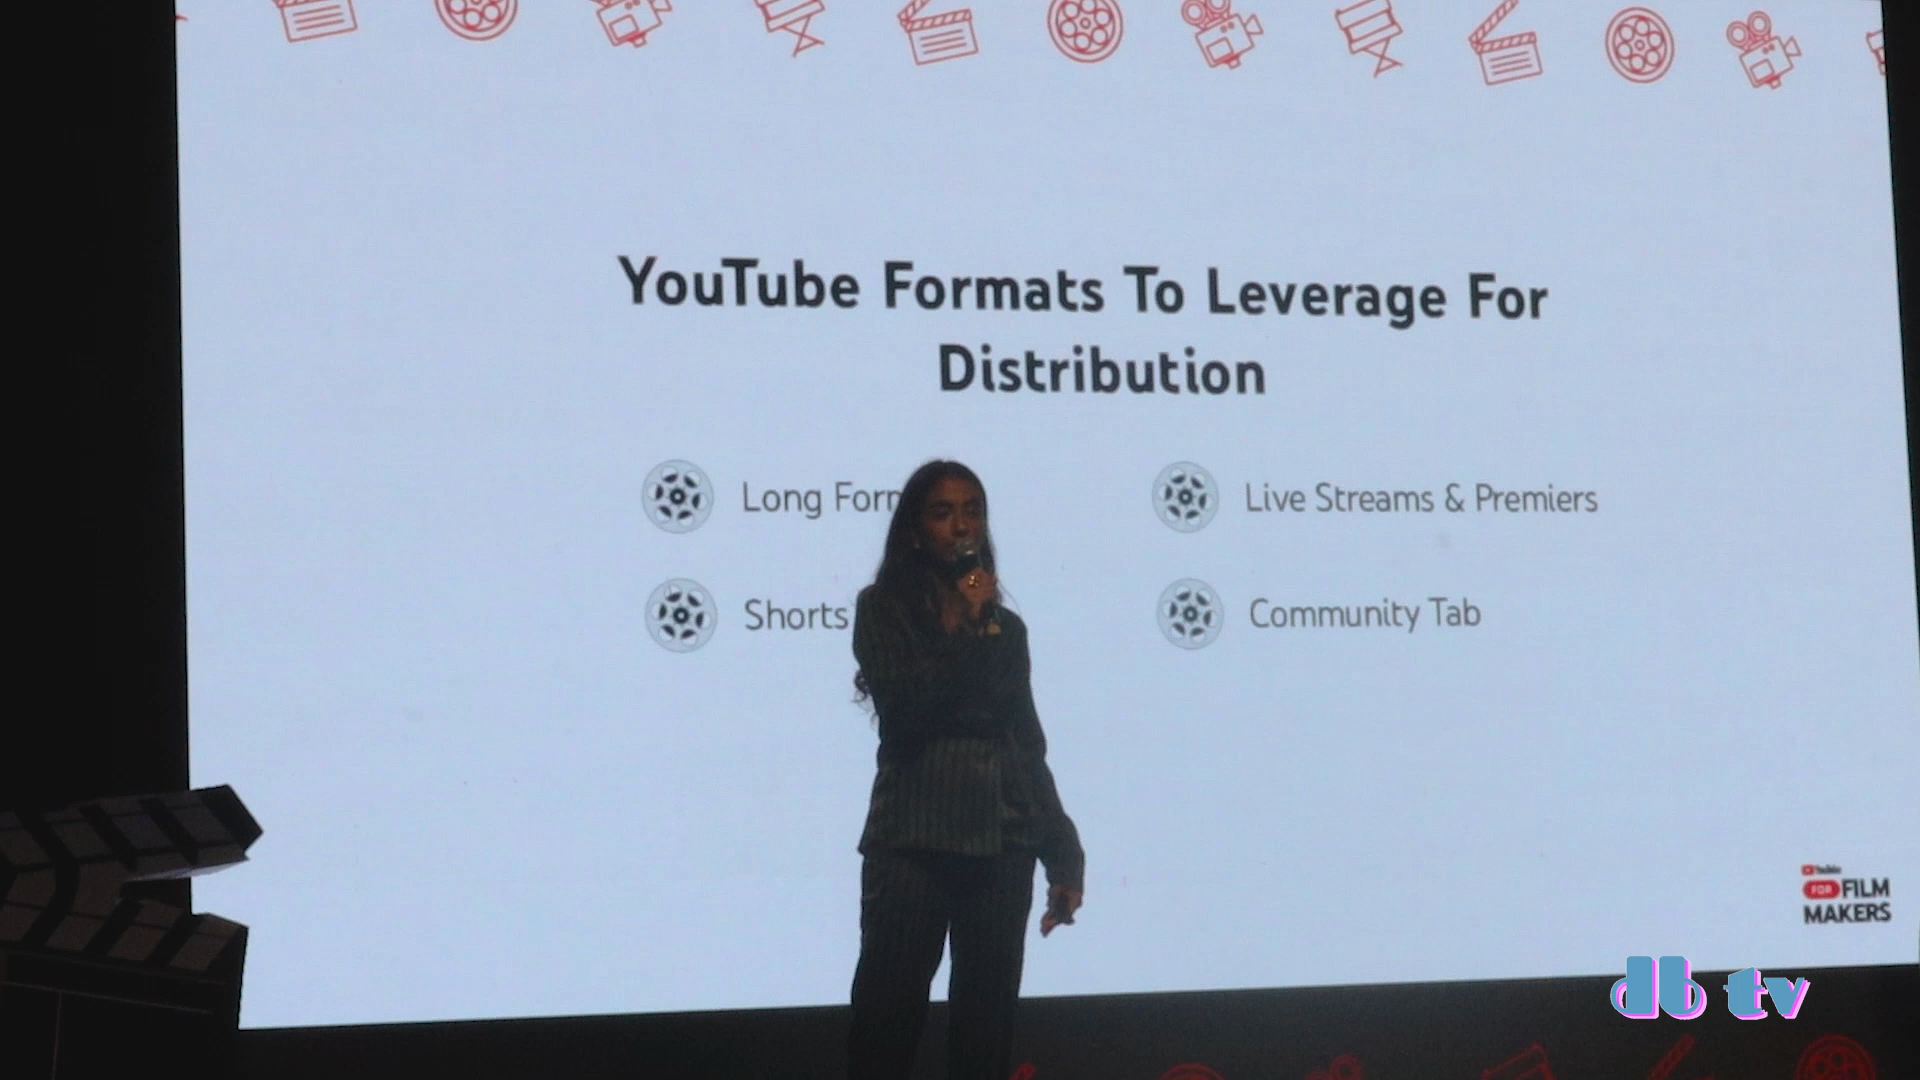 YouTube Formats To Leverage For
Distribution
Long Form
Live Streams & Premiers
Shorts
Community Tab
YouTube
FOR FILM
MAKERS
db tv